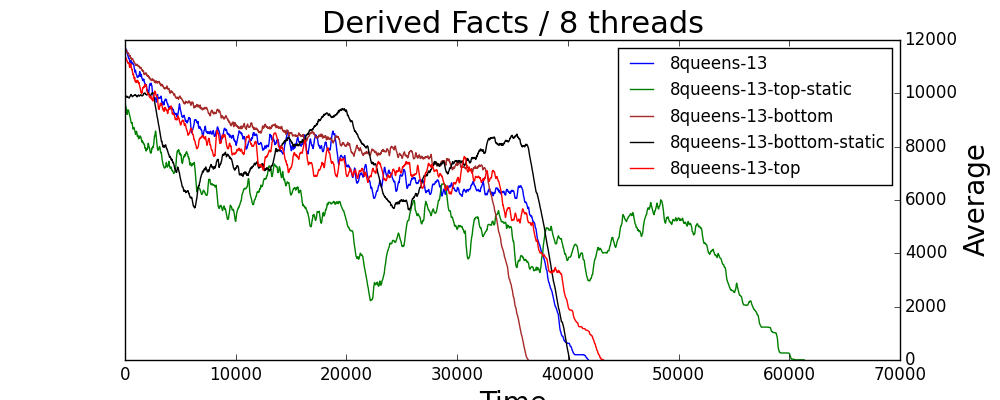 Derived Facts / 8 threads
8queens-13
8queens-13-top-static
8queens-13-bottom
8queens-13-bottom-static
8queens-13-top
12000
10000
8000
6000
4000
2000
0
Average
0 10000 20000 30000 40000 50000 60000 70000
Time